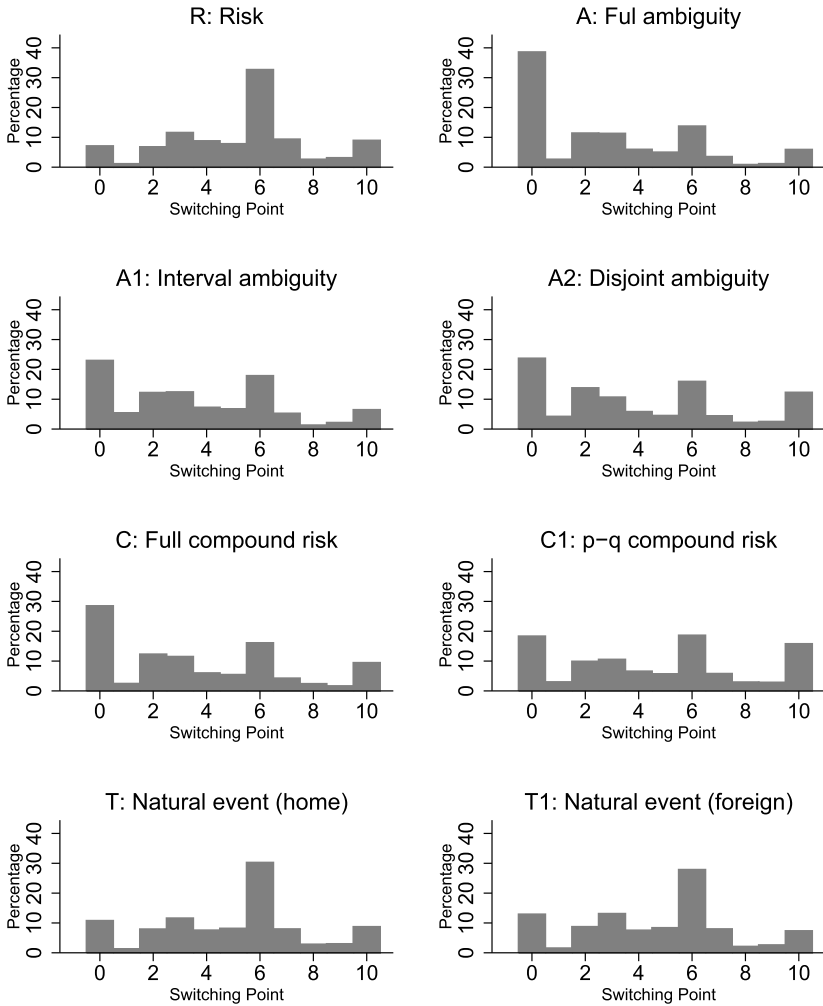 R: Risk
Percentage
0 10 20 30 40
0 2 4 6 8 10
Switching Point
A: Ful ambiguity
Percentage
0 10 20 30 40
0 2 4 6 8 10
Switching Point
A1: Interval ambiguity
Percentage
0 10 20 30 40
0 2 4 6 8 10
Switching Point
A2: Disjoint ambiguity
Percentage
0 10 20 30 40
0 2 4 6 8 10
Switching Point
C: Full compound risk
Percentage
0 10 20 30 40
0 2 4 6 8 10
Switching Point
C1: p−q compound risk
Percentage
0 10 20 30 40
0 2 4 6 8 10
Switching Point
T: Natural event (home)
Percentage
0 10 20 30 40
0 2 4 6 8 10
Switching Point
T1: Natural event (foreign)
Percentage
0 10 20 30 40
0 2 4 6 8 10
Switching Point